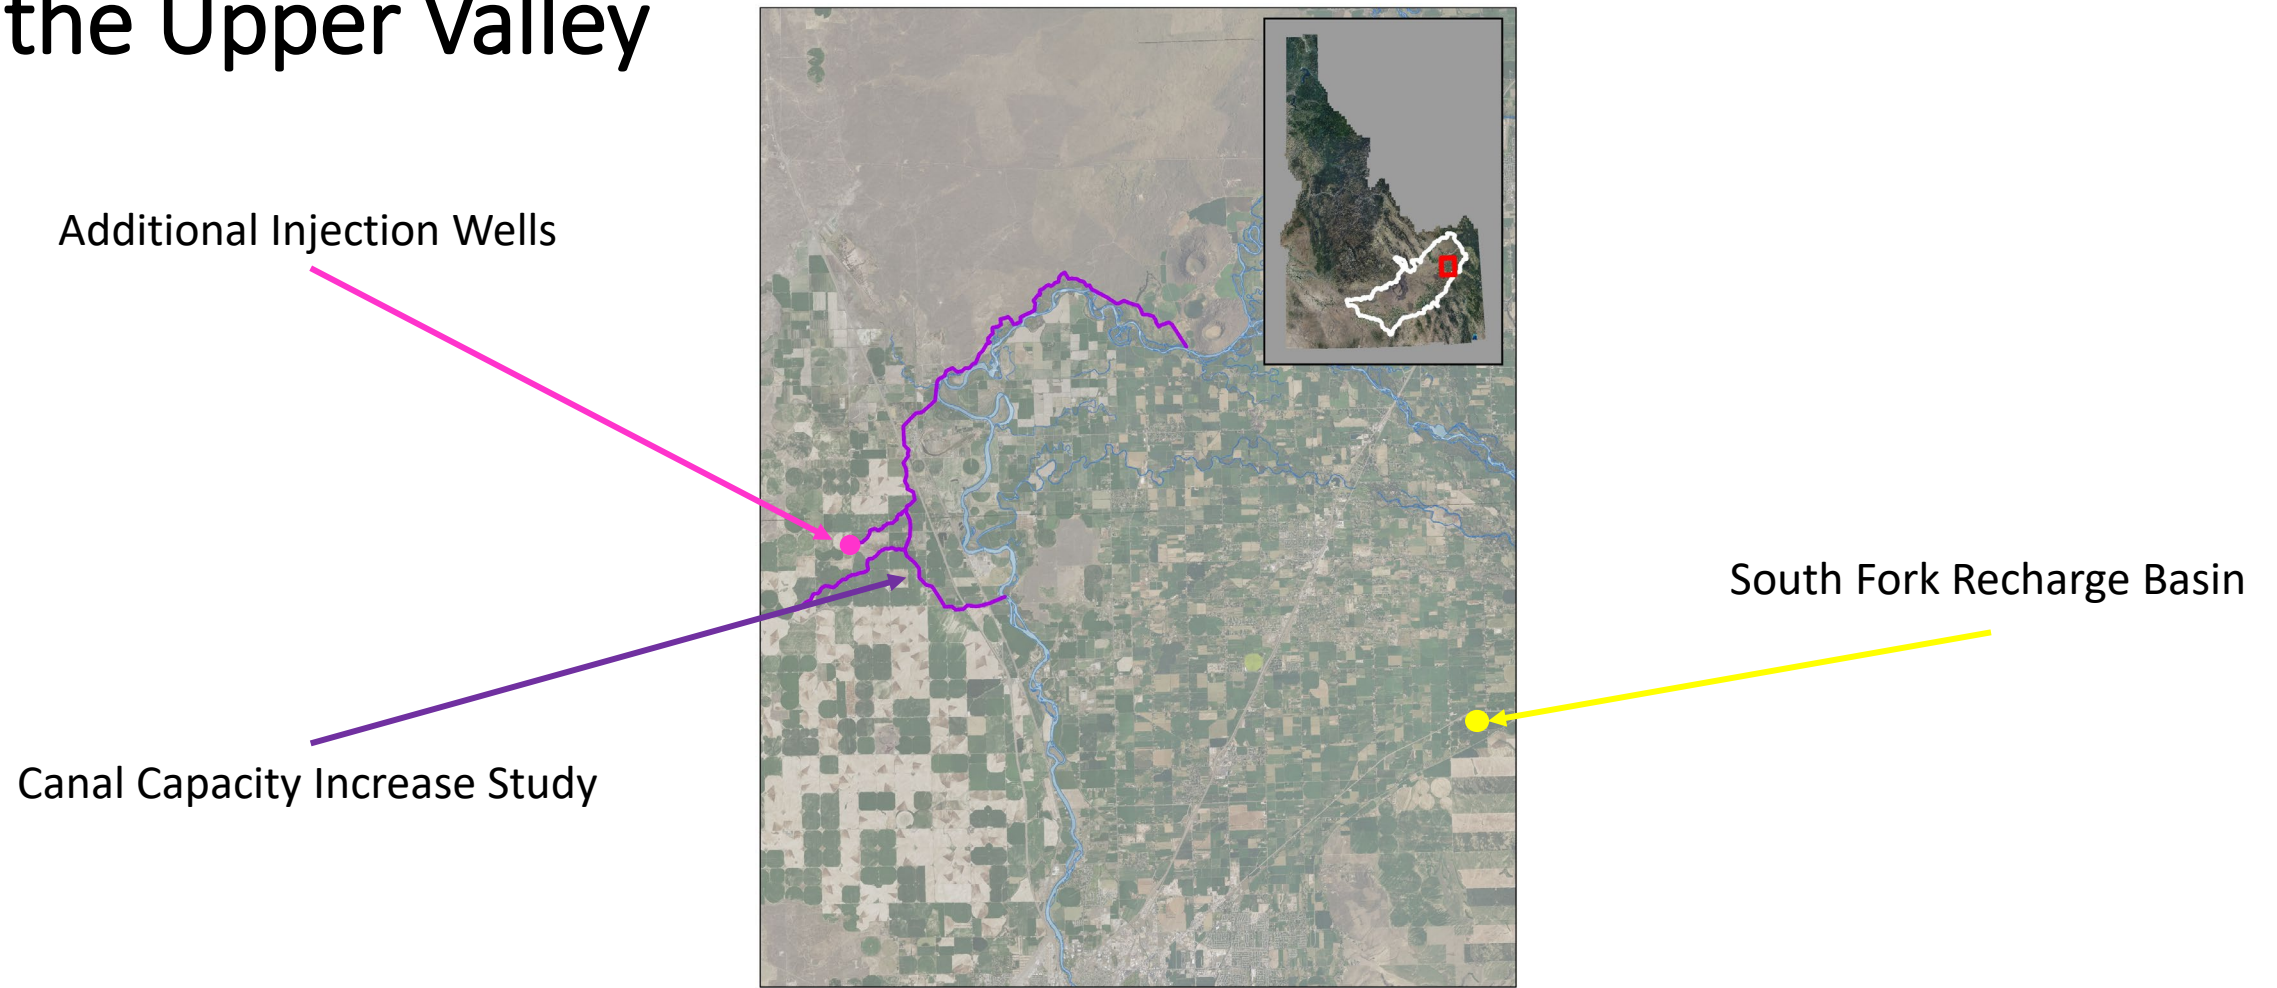 the Upper Valley
Additional Injection Wells
South Fork Recharge Basin
Canal Capacity Increase Study